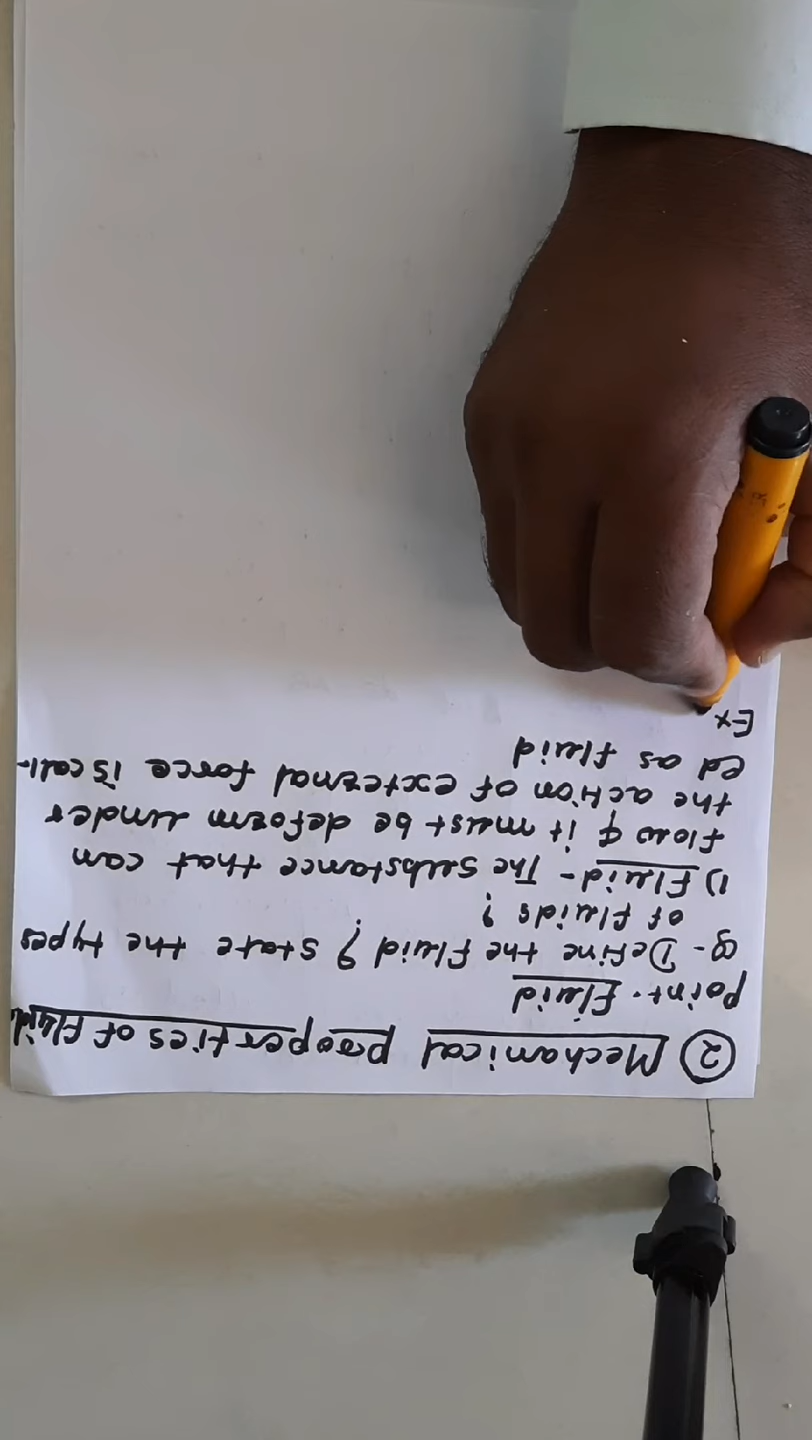 ② Mechanical properties of Fluid
Point. Fluid
Q- Define the fluid? State the types
of fluids?
1) Fluid - The substance that can
flow & it must be deform under
the action of external force is call-
ed as fluid
Ex